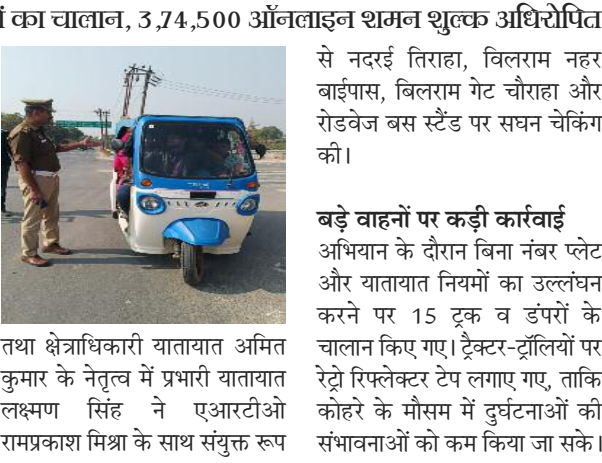 का चालान, 3,74,500 ऑनलाइन शमन शुल्क अधिरोपित
तथा क्षेत्राधिकारी यातायात अमित
कुमार के नेतृत्व में प्रभारी यातायात
लक्ष्मण सिंह ने एआरटीओ
रामप्रकाश मिश्रा के साथ संयुक्त रूप
से नदरई तिराहा, विलराम नहर
बाईपास, बिलराम गेट चौराहा और
रोडवेज बस स्टैंड पर सघन चेकिंग
की।
बड़े वाहनों पर कड़ी कार्रवाई
अभियान के दौरान बिना नंबर प्लेट
और यातायात नियमों का उल्लंघन
करने पर 15 ट्रक व डंपरों के
चालान किए गए। ट्रैक्टर-ट्रॉलियों पर
रेट्रो रिफ्लेक्टर टेप लगाए गए, ताकि
कोहरे के मौसम में दुर्घटनाओं की
संभावनाओं को कम किया जा सके।